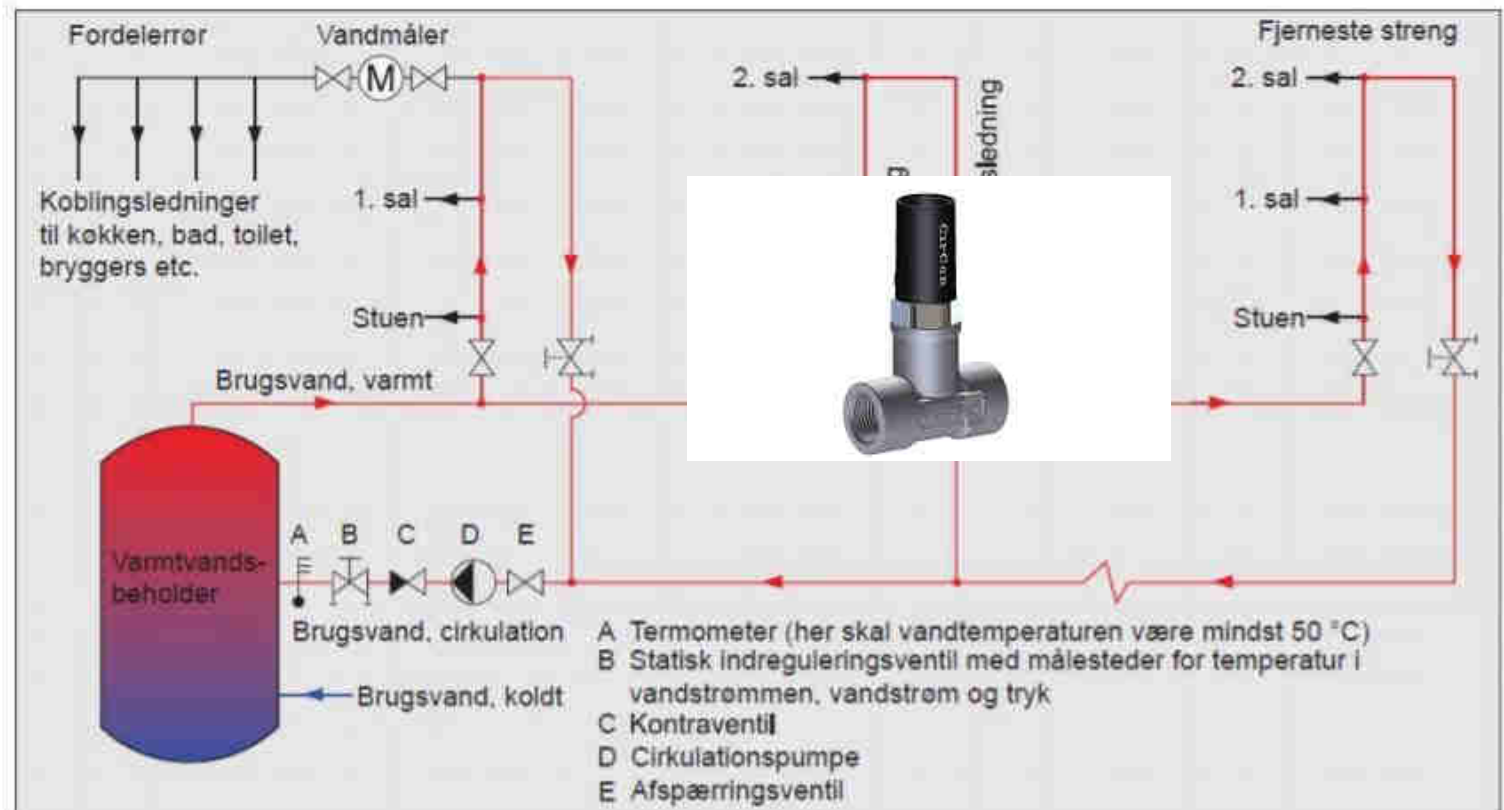 Fordelerrør
Vandmåler
Fjerneste streng
M
2. sal
2. sal
sledning
g
Koblingsledninger
til køkken, bad, toilet,
bryggers etc.
1. sal
1. sal
Stuen
Stuen
Brugsvand, varmt
Varmtvands-
beholder
A B C D E
Brugsvand, cirkulation
Brugsvand, koldt
A Termometer (her skal vandtemperaturen være mindst 50 °C)
B Statisk indreguleringsventil med målesteder for temperatur i
vandstrømmen, vandstrøm og tryk
C Kontraventil
D Cirkulationspumpe
E Afspærringsventil